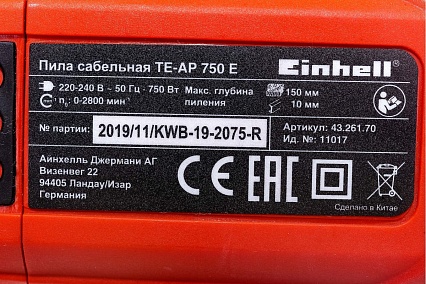 Пила сабельная TE-AP 750 E
Einhell
220-240 В ~ 50 Гц · 750 Вт
n₀: 0-2800 мин⁻¹
Макс. глубина
пиления
150 мм
10 мм
№ партии: 2019/11/KWB-19-2075-R
Артикул: 43.261.70
Ид. №: 11017
Айнхелль Джермани АГ
Визенвег 22
94405 Ландау/Изар
Германия
CE EAC
Сделано в Китае